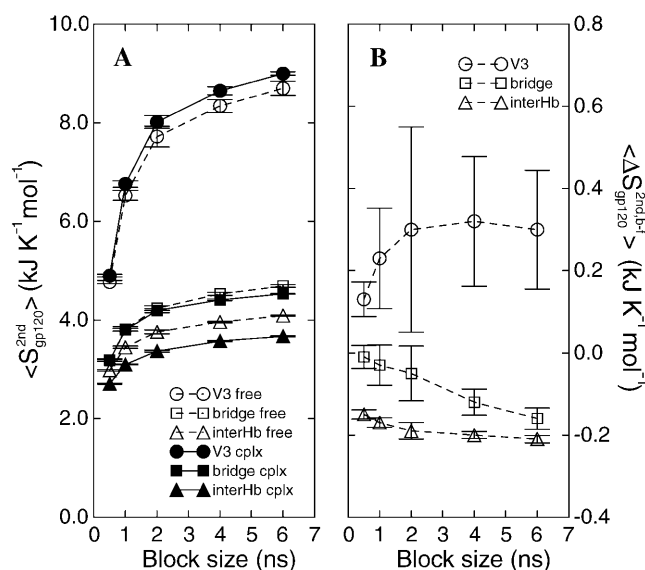 A
10.0
8.0
6.0
4.0
2.0
0.0
<S^{2nd}_{gp120}> (kJ K^{-1} mol^{-1})
V3 free
bridge free
interHb free
V3 cplx
bridge cplx
interHb cplx
0 1 2 3 4 5 6 7
Block size (ns)
B
V3
bridge
interHb
0.8
0.6
0.4
0.2
0.0
-0.2
-0.4
<ΔS^{2nd,b-f}_{gp120}> (kJ K^{-1} mol^{-1})
0 1 2 3 4 5 6 7
Block size (ns)